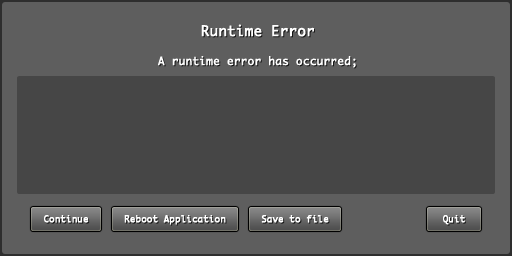 Runtime Error
A runtime error has occurred;
Continue
Reboot Application
Save to file
Quit